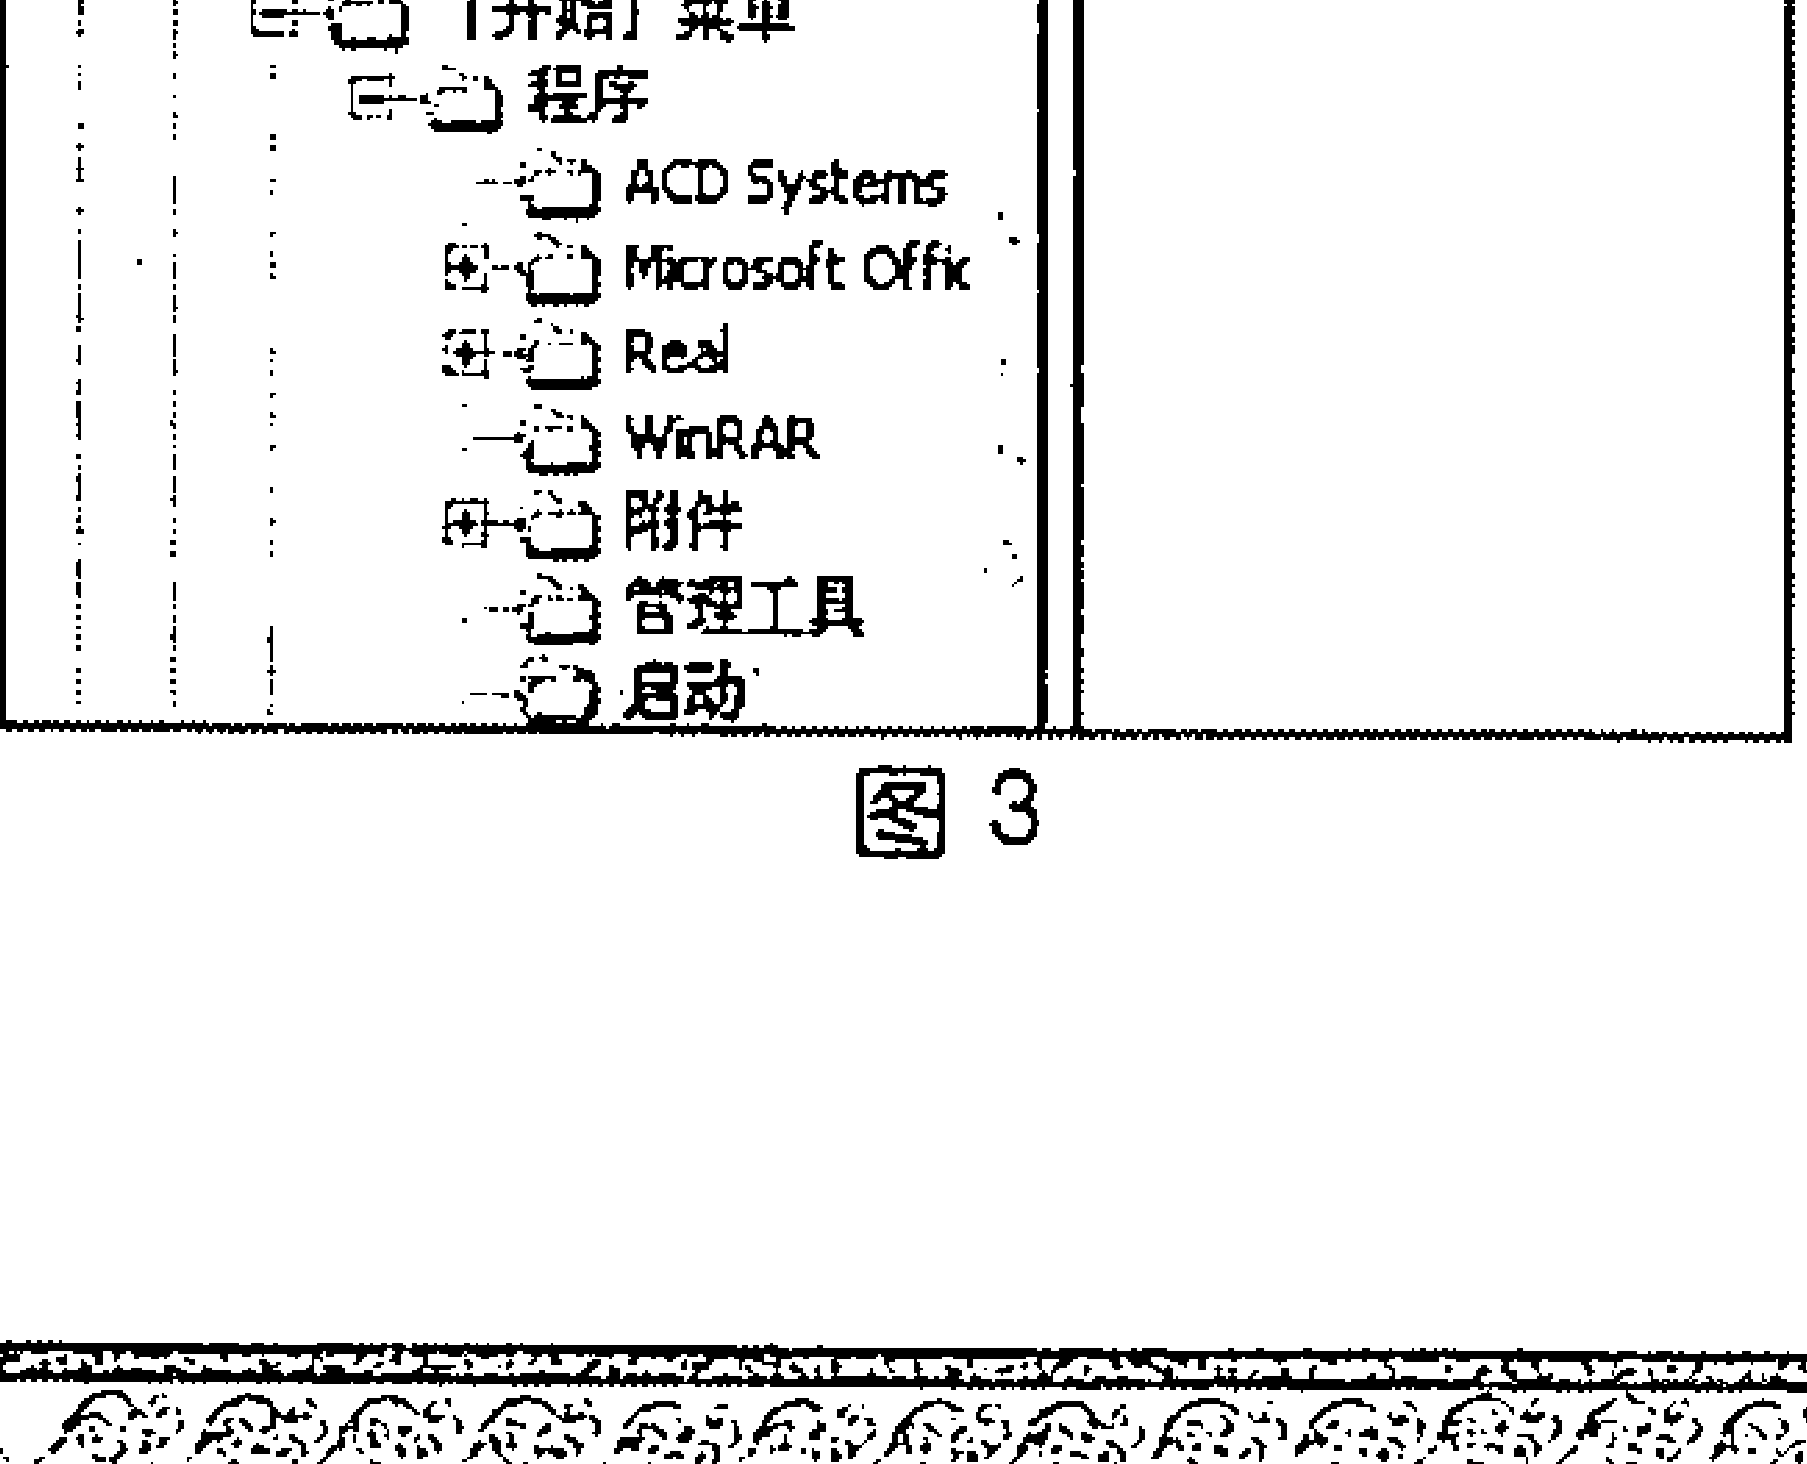 「开始」菜单
程序
ACD Systems
Microsoft Offic
Real
WinRAR
附件
管理工具
启动
图 3